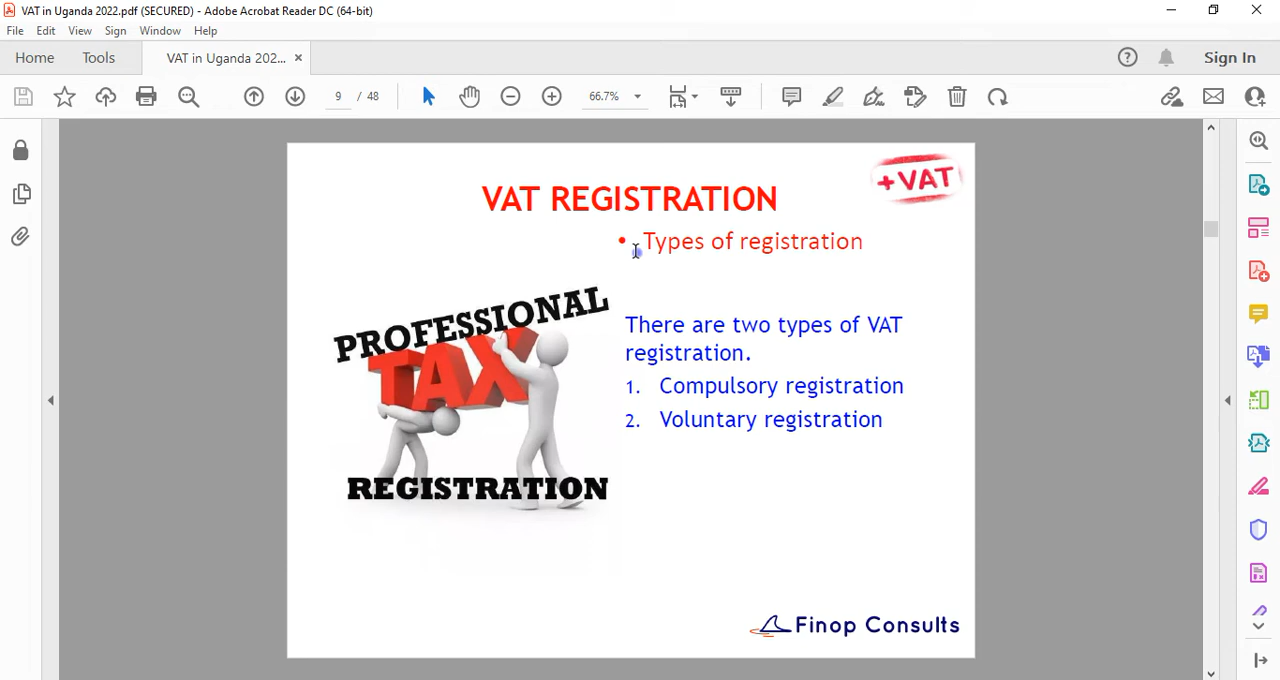 VAT in Uganda 2022.pdf (SECURED) - Adobe Acrobat Reader DC (64-bit)
File Edit View Sign Window Help
Home Tools VAT in Uganda 202... × Sign In
9 / 48 66.7%
+VAT
VAT REGISTRATION
• Types of registration
PROFESSIONAL
TAX
REGISTRATION
There are two types of VAT
registration.
1. Compulsory registration
2. Voluntary registration
Finop Consults